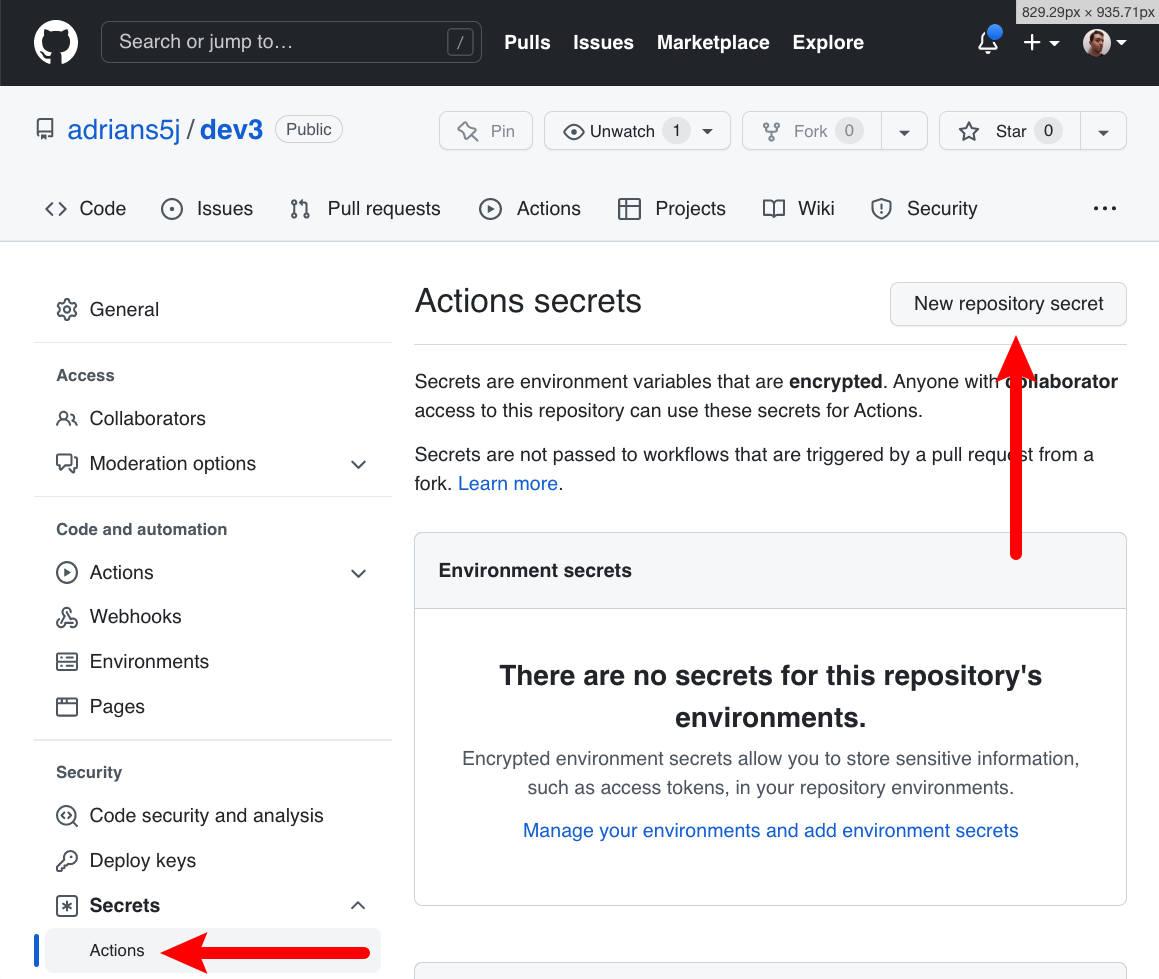 829.29px × 935.71px
Search or jump to…
/
Pulls
Issues
Marketplace
Explore
adrians5j / dev3
Public
Pin
Unwatch 1
Fork 0
Star 0
Code
Issues
Pull requests
Actions
Projects
Wiki
Security
General
Access
Collaborators
Moderation options
Code and automation
Actions
Webhooks
Environments
Pages
Security
Code security and analysis
Deploy keys
Secrets
Actions
Actions secrets
New repository secret
Secrets are environment variables that are encrypted. Anyone with collaborator
access to this repository can use these secrets for Actions.
Secrets are not passed to workflows that are triggered by a pull request from a
fork. Learn more.
Environment secrets
There are no secrets for this repository's
environments.
Encrypted environment secrets allow you to store sensitive information,
such as access tokens, in your repository environments.
Manage your environments and add environment secrets